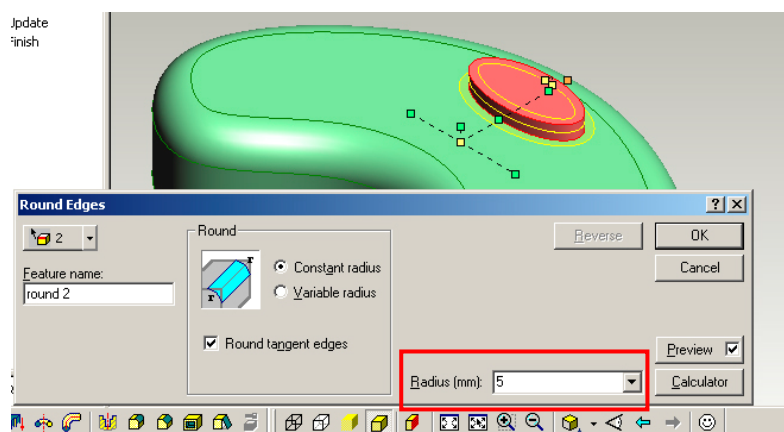 Update
Finish
Round Edges
2
Feature name:
round 2
Round
r
r
Constant radius
Variable radius
Round tangent edges
Reverse
OK
Cancel
Radius (mm):
5
Preview
Calculator